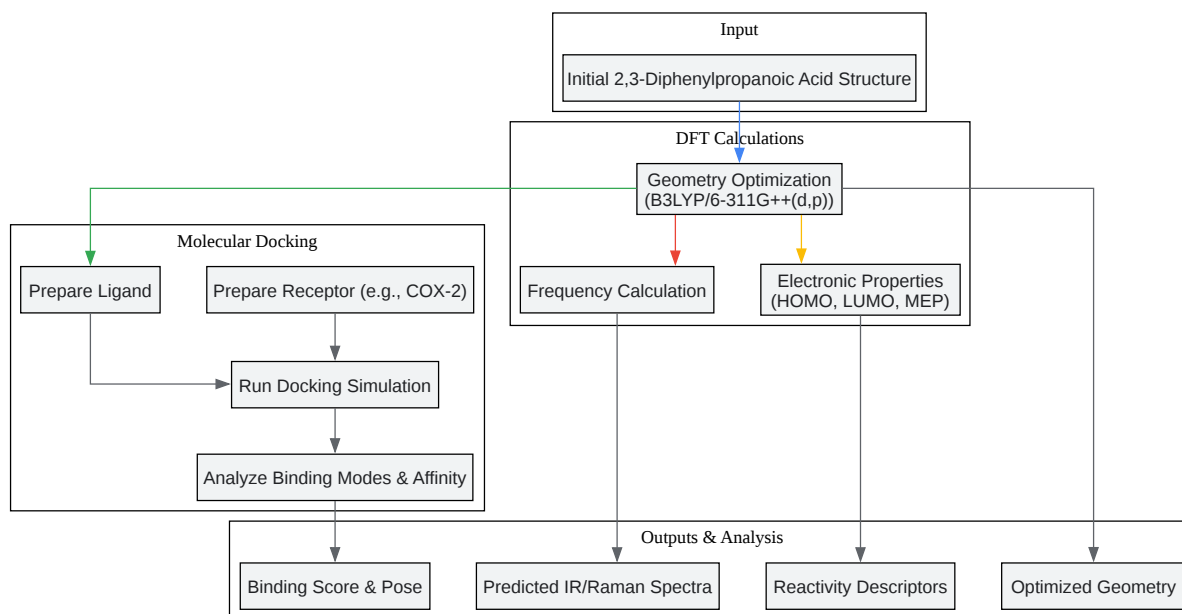 Input
Initial 2,3-Diphenylpropanoic Acid Structure
DFT Calculations
Geometry Optimization
(B3LYP/6-311G++(d,p))
Molecular Docking
Prepare Ligand
Prepare Receptor (e.g., COX-2)
Frequency Calculation
Electronic Properties
(HOMO, LUMO, MEP)
Run Docking Simulation
Analyze Binding Modes & Affinity
Outputs & Analysis
Binding Score & Pose
Predicted IR/Raman Spectra
Reactivity Descriptors
Optimized Geometry